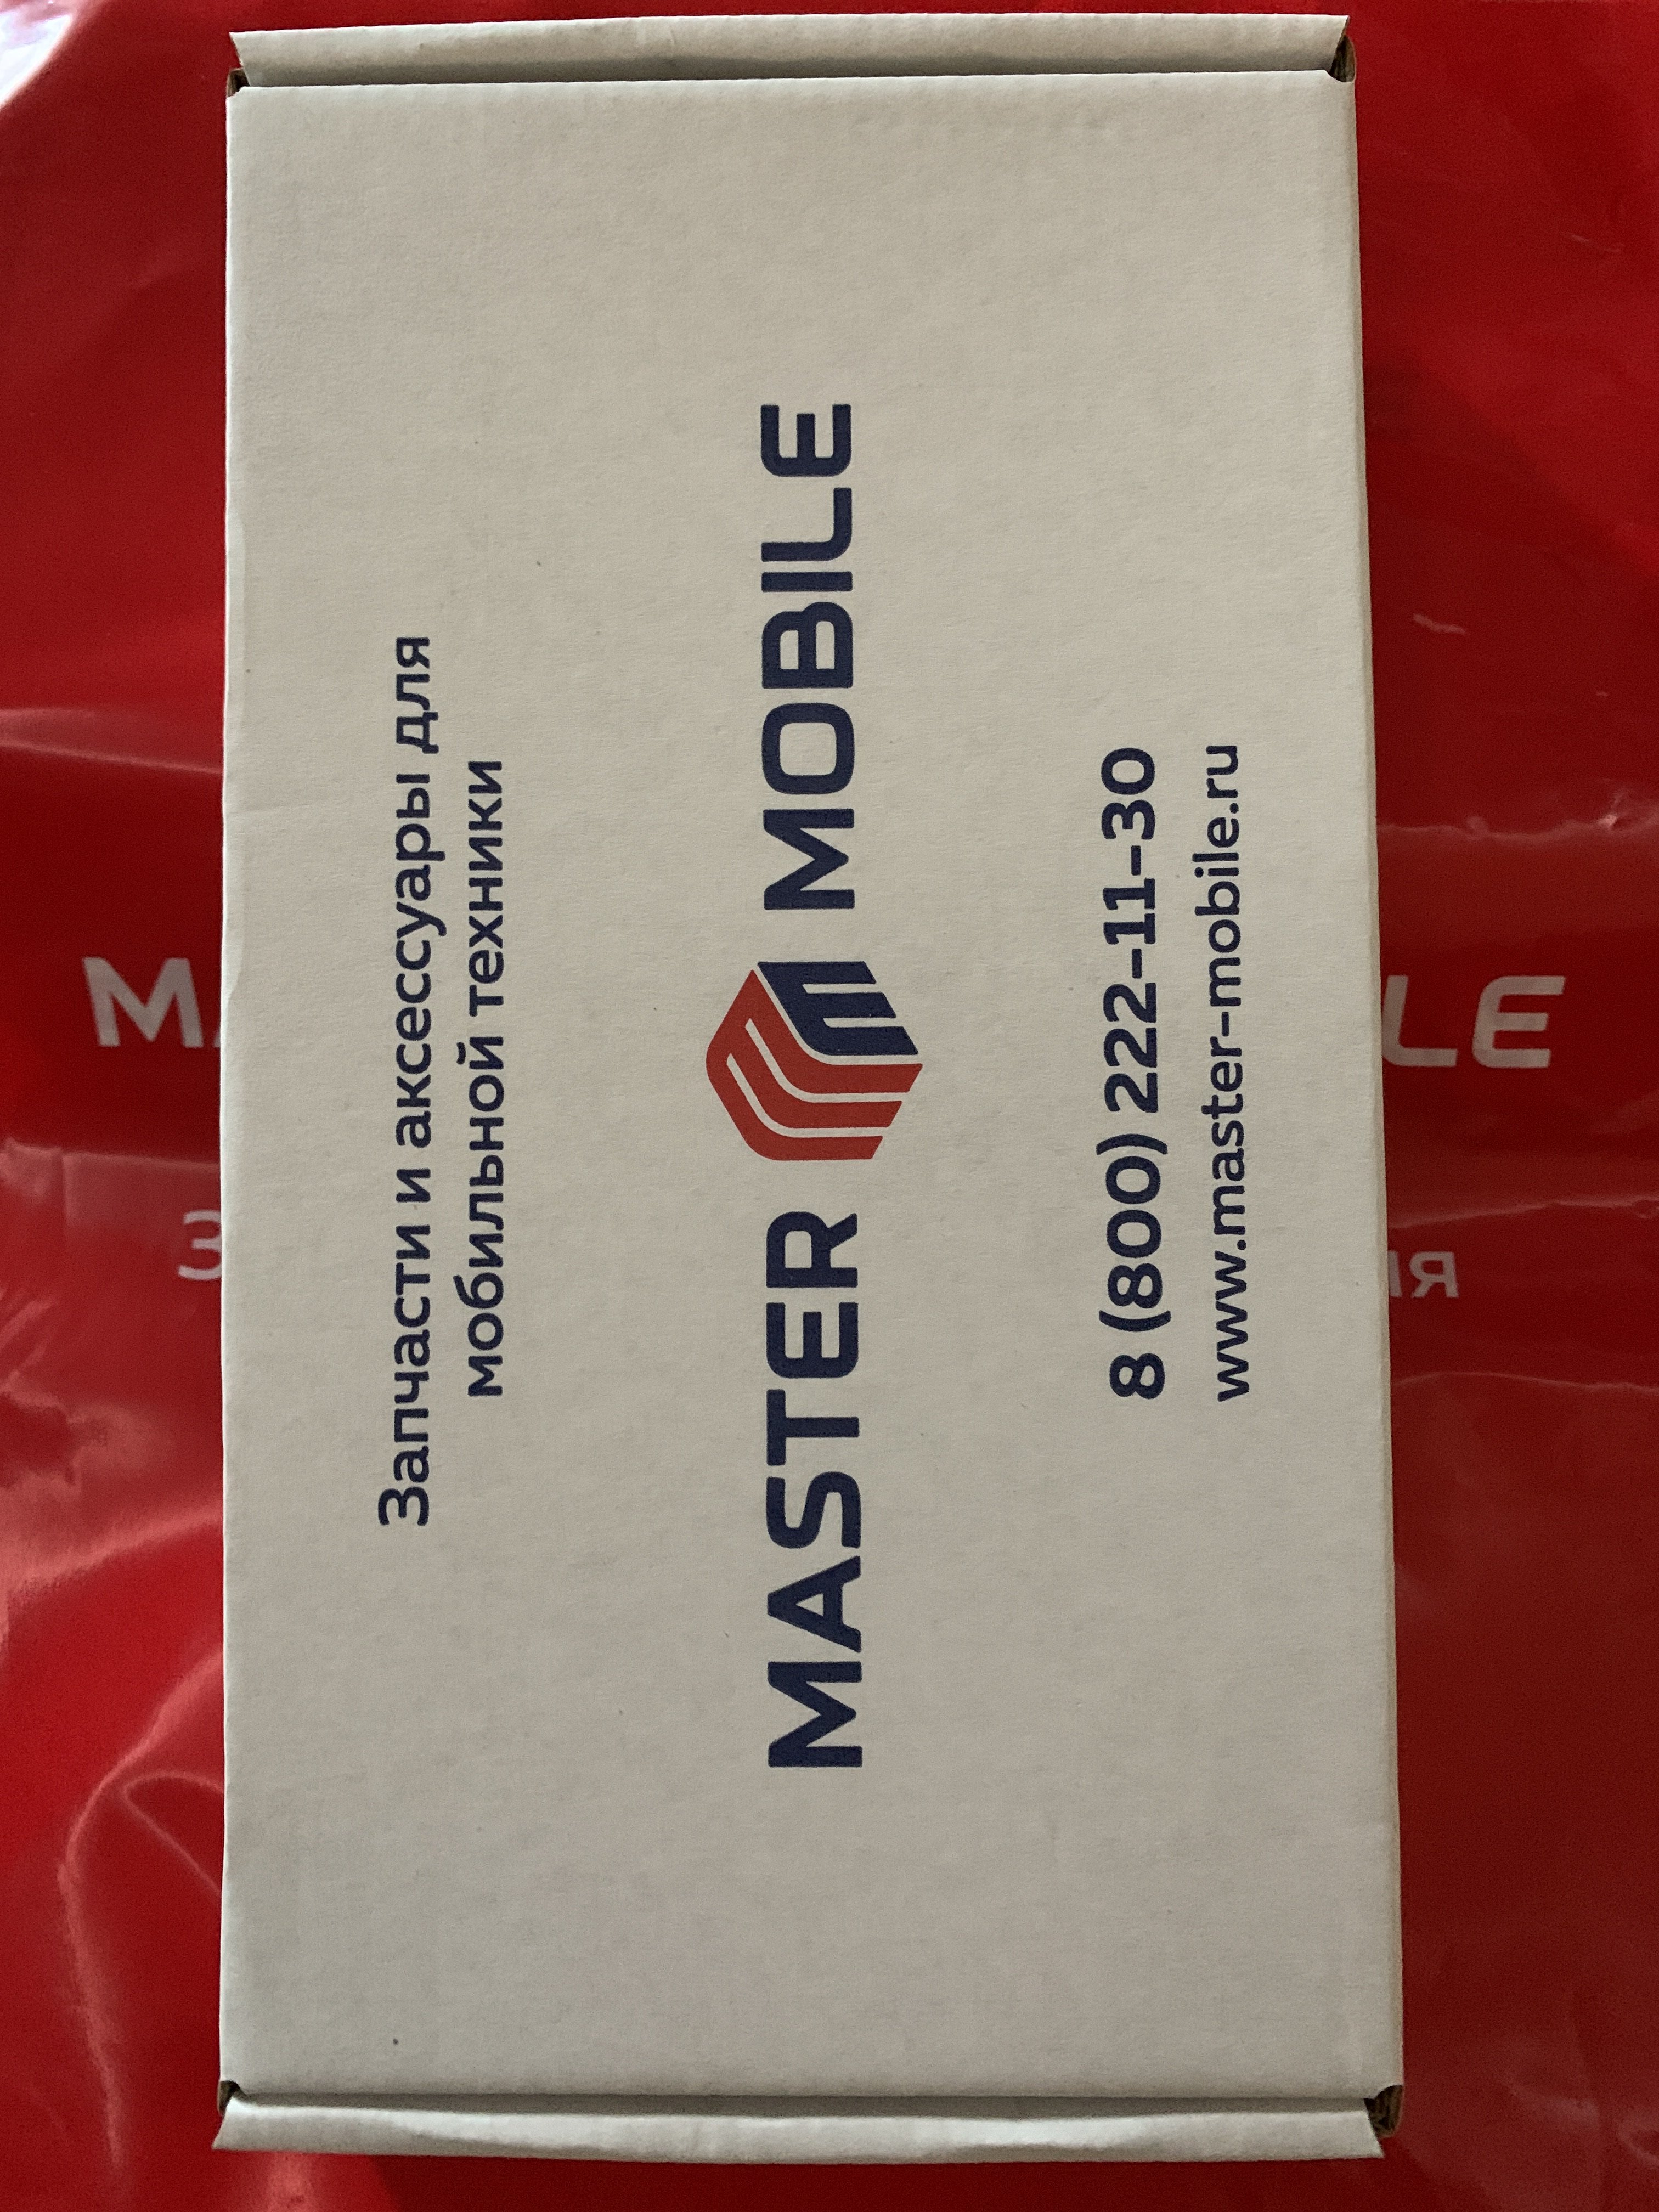 Запчасти и аксессуары для
мобильной техники
MASTER MOBILE
8 (800) 222-11-30
www.master-mobile.ru